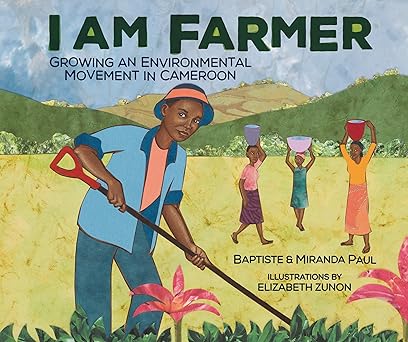 I AM FARMER
GROWING AN ENVIRONMENTAL
MOVEMENT IN CAMEROON
BAPTISTE & MIRANDA PAUL
ILLUSTRATIONS BY
ELIZABETH ZUNON